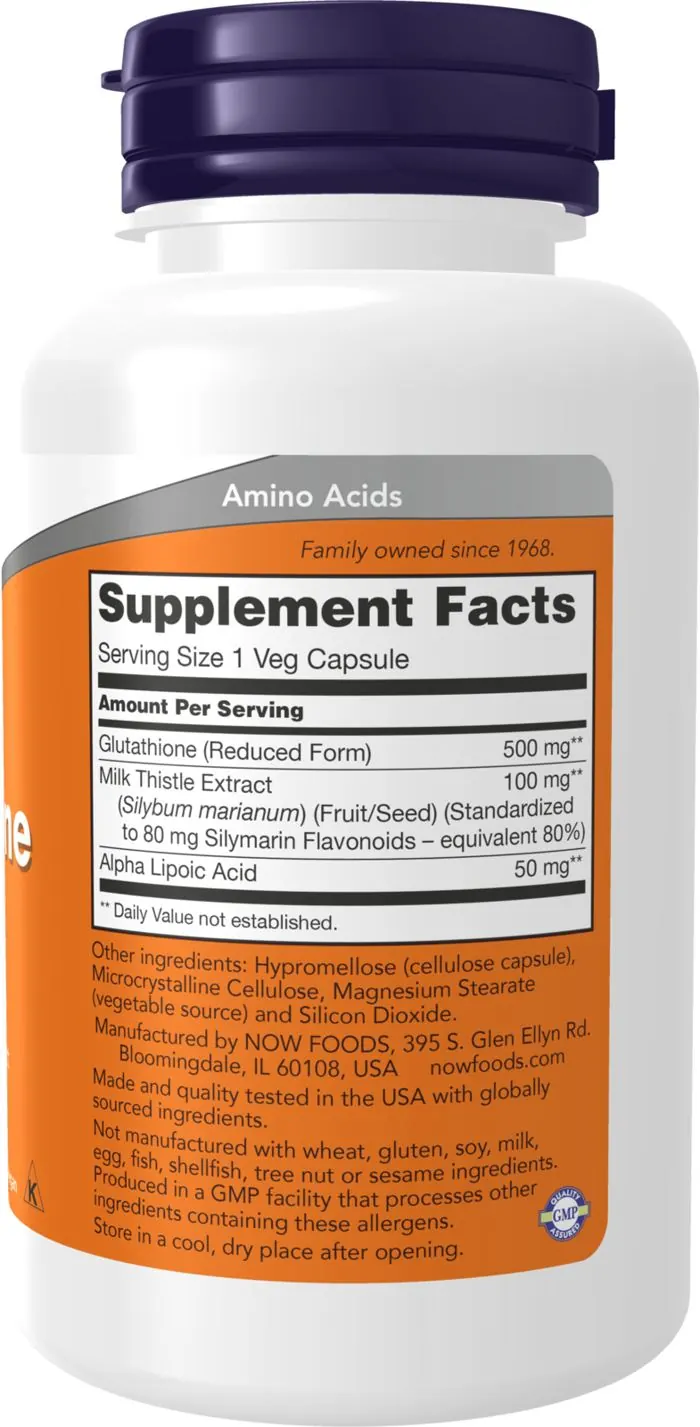 Amino Acids
Family owned since 1968.
Supplement Facts
Serving Size 1 Veg Capsule
Amount Per Serving
Glutathione (Reduced Form) 500 mg**
Milk Thistle Extract 100 mg**
(Silybum marianum) (Fruit/Seed) (Standardized
to 80 mg Silymarin Flavonoids – equivalent 80%)
Alpha Lipoic Acid 50 mg**
** Daily Value not established.
Other ingredients: Hypromellose (cellulose capsule),
Microcrystalline Cellulose, Magnesium Stearate
(vegetable source) and Silicon Dioxide.
Manufactured by NOW FOODS, 395 S. Glen Ellyn Rd.
Bloomingdale, IL 60108, USA nowfoods.com
Made and quality tested in the USA with globally
sourced ingredients.
Not manufactured with wheat, gluten, soy, milk,
egg, fish, shellfish, tree nut or sesame ingredients.
Produced in a GMP facility that processes other
ingredients containing these allergens.
Store in a cool, dry place after opening.
QUALITY
GMP
ASSURED
ne
K